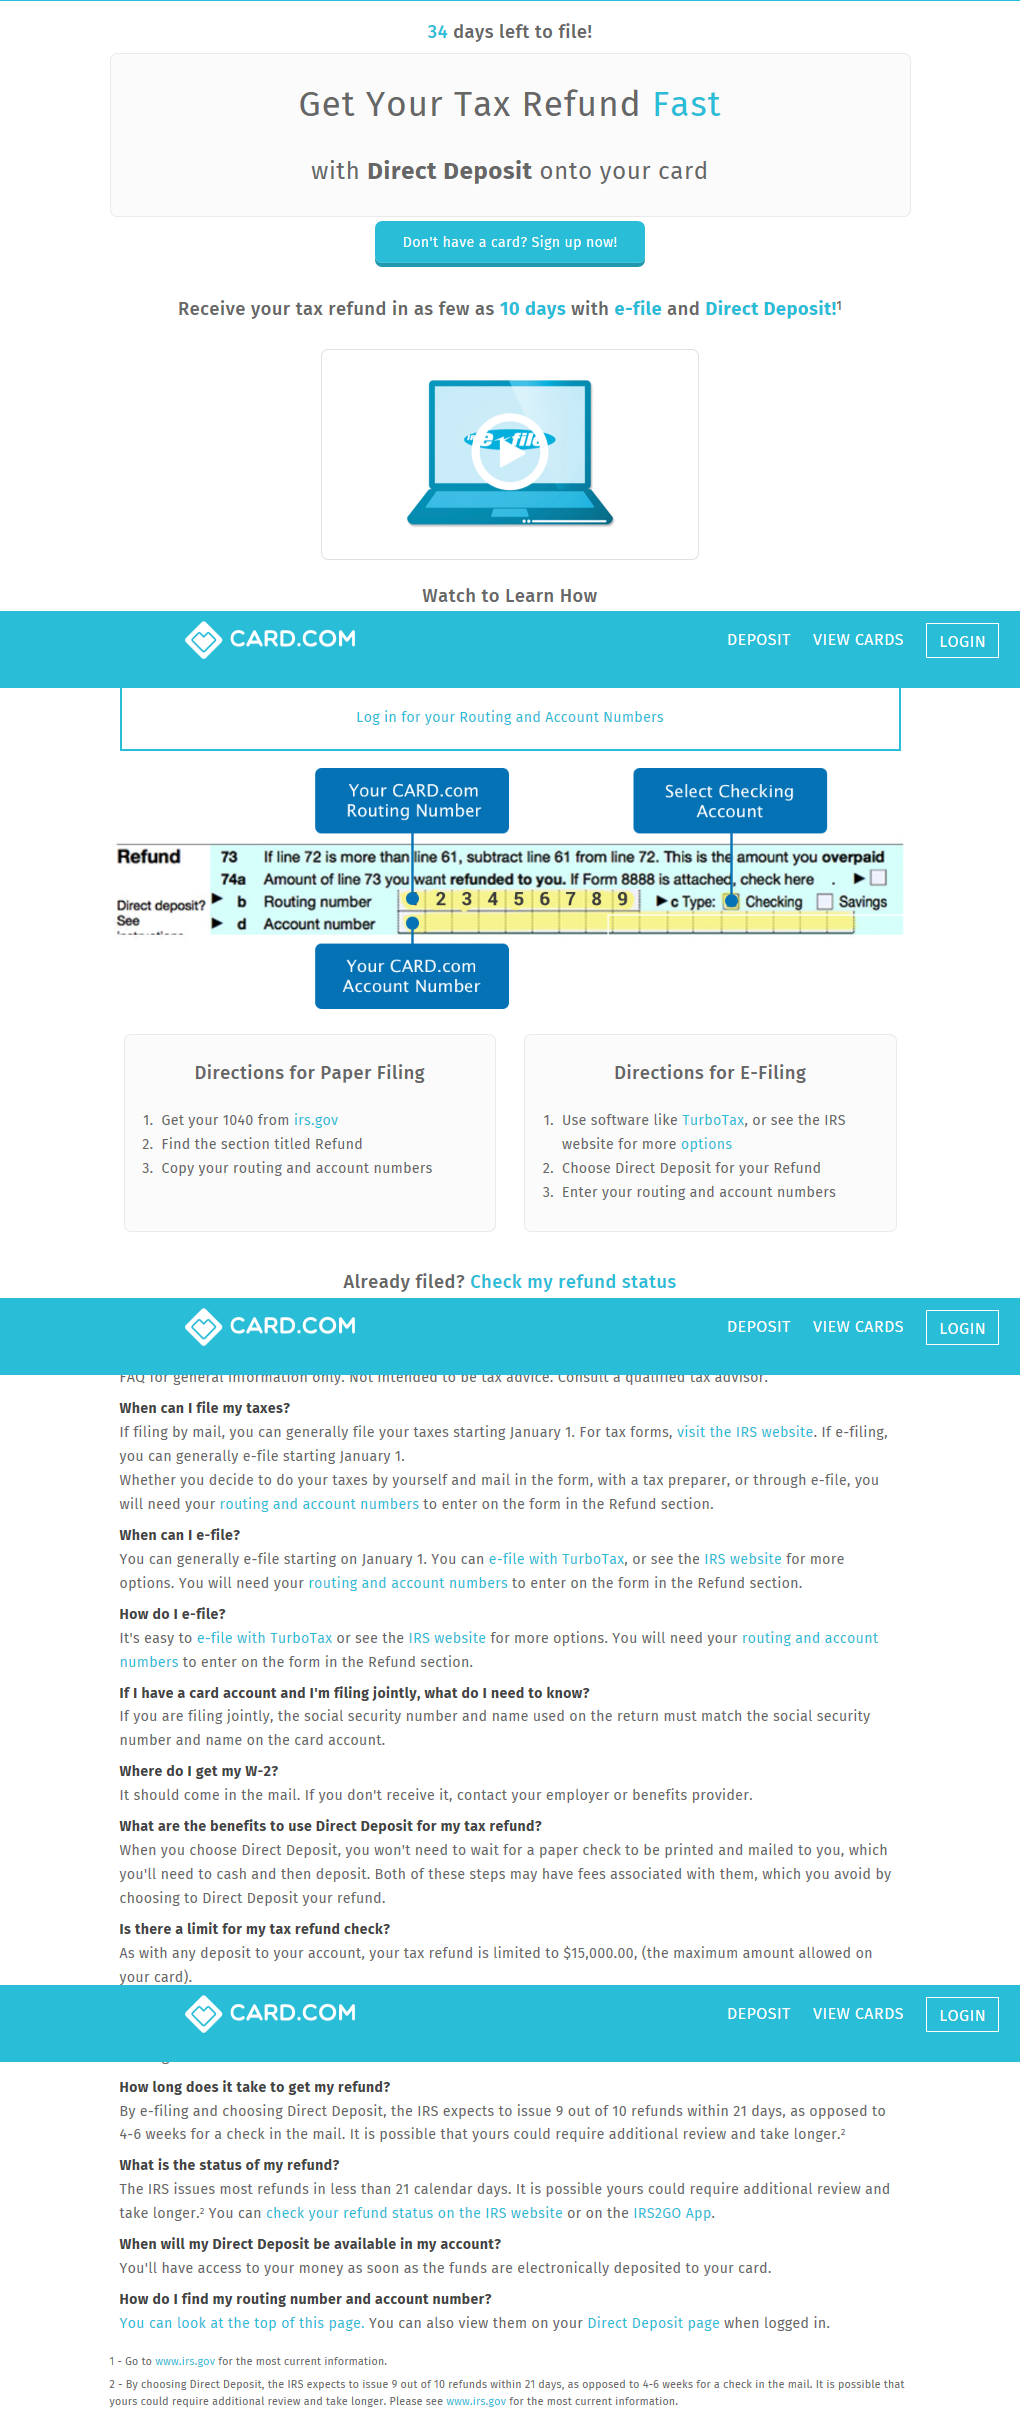 34 days left to file!
Get Your Tax Refund Fast
with Direct Deposit onto your card
Don't have a card? Sign up now!
Receive your tax refund in as few as 10 days with e-file and Direct Deposit!¹
e file
Watch to Learn How
CARD.COM
DEPOSIT VIEW CARDS LOGIN
Log in for your Routing and Account Numbers
Your CARD.com
Routing Number
Select Checking
Account
Refund
73 If line 72 is more than line 61, subtract line 61 from line 72. This is the amount you overpaid
74a Amount of line 73 you want refunded to you. If Form 8888 is attached, check here .
Direct deposit?
See
b Routing number 2 3 4 5 6 7 8 9 c Type: Checking Savings
d Account number
Your CARD.com
Account Number
Directions for Paper Filing
1. Get your 1040 from irs.gov
2. Find the section titled Refund
3. Copy your routing and account numbers
Directions for E-Filing
1. Use software like TurboTax, or see the IRS
website for more options
2. Choose Direct Deposit for your Refund
3. Enter your routing and account numbers
Already filed? Check my refund status
CARD.COM
DEPOSIT VIEW CARDS LOGIN
FAQ for general information only. Not intended to be tax advice. Consult a qualified tax advisor.
When can I file my taxes?
If filing by mail, you can generally file your taxes starting January 1. For tax forms, visit the IRS website. If e-filing,
you can generally e-file starting January 1.
Whether you decide to do your taxes by yourself and mail in the form, with a tax preparer, or through e-file, you
will need your routing and account numbers to enter on the form in the Refund section.
When can I e-file?
You can generally e-file starting on January 1. You can e-file with TurboTax, or see the IRS website for more
options. You will need your routing and account numbers to enter on the form in the Refund section.
How do I e-file?
It's easy to e-file with TurboTax or see the IRS website for more options. You will need your routing and account
numbers to enter on the form in the Refund section.
If I have a card account and I'm filing jointly, what do I need to know?
If you are filing jointly, the social security number and name used on the return must match the social security
number and name on the card account.
Where do I get my W-2?
It should come in the mail. If you don't receive it, contact your employer or benefits provider.
What are the benefits to use Direct Deposit for my tax refund?
When you choose Direct Deposit, you won't need to wait for a paper check to be printed and mailed to you, which
you'll need to cash and then deposit. Both of these steps may have fees associated with them, which you avoid by
choosing to Direct Deposit your refund.
Is there a limit for my tax refund check?
As with any deposit to your account, your tax refund is limited to $15,000.00, (the maximum amount allowed on
your card).
CARD.COM
DEPOSIT VIEW CARDS LOGIN
How long does it take to get my refund?
By e-filing and choosing Direct Deposit, the IRS expects to issue 9 out of 10 refunds within 21 days, as opposed to
4-6 weeks for a check in the mail. It is possible that yours could require additional review and take longer.²
What is the status of my refund?
The IRS issues most refunds in less than 21 calendar days. It is possible yours could require additional review and
take longer.² You can check your refund status on the IRS website or on the IRS2GO App.
When will my Direct Deposit be available in my account?
You'll have access to your money as soon as the funds are electronically deposited to your card.
How do I find my routing number and account number?
You can look at the top of this page. You can also view them on your Direct Deposit page when logged in.
1 - Go to www.irs.gov for the most current information.
2 - By choosing Direct Deposit, the IRS expects to issue 9 out of 10 refunds within 21 days, as opposed to 4-6 weeks for a check in the mail. It is possible that
yours could require additional review and take longer. Please see www.irs.gov for the most current information.